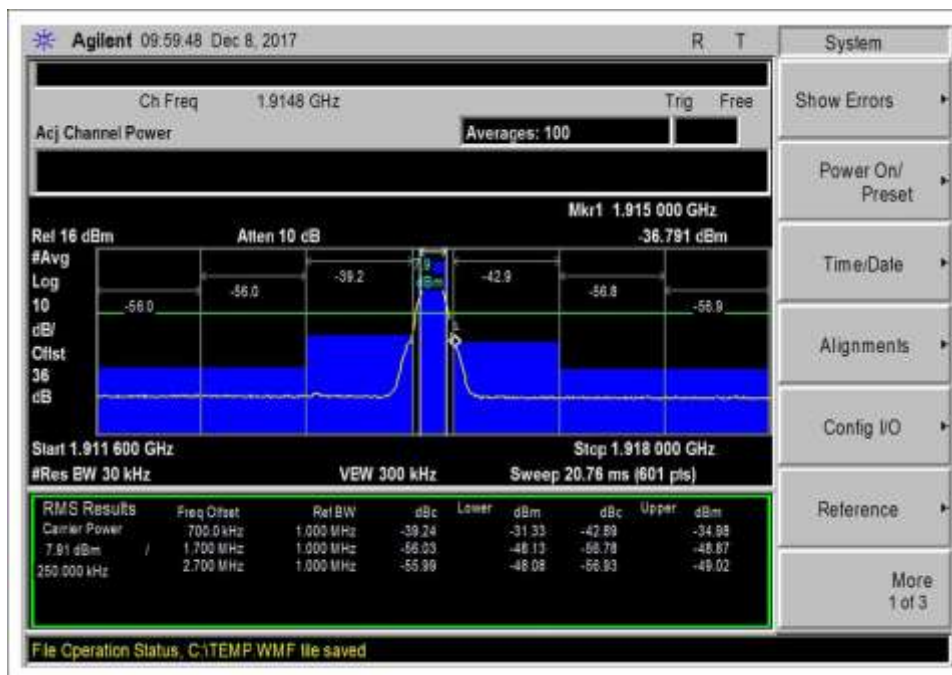 Agilent 09:59:48 Dec 8, 2017 R T
Ch Freq 1.9148 GHz Trig Free
Acj Channel Power Averages: 100
Mkr1 1.915 000 GHz
Rel 16 dBm Atten 10 dB -36.791 dBm
#Avg
Log
10
dB/
Offst
36
dB
-56.0 -56.0 -39.2 7.9 dBm -42.9 -56.8 -56.9
1
Start 1.911 600 GHz Stop 1.918 000 GHz
#Res BW 30 kHz VBW 300 kHz Sweep 20.76 ms (601 pts)
RMS Results Freq Offset Ref BW dBc Lower dBm dBc Upper dBm
Carrier Power 700.0 kHz 1.000 MHz -39.24 -31.33 -42.89 -34.98
7.91 dBm / 1.700 MHz 1.000 MHz -56.03 -48.13 -56.78 -48.87
250.000 kHz 2.700 MHz 1.000 MHz -55.99 -48.08 -56.93 -49.02
File Operation Status, C:\TEMP.WMF file saved
System
Show Errors
Power On/
Preset
Time/Date
Alignments
Config I/O
Reference
More
1 of 3